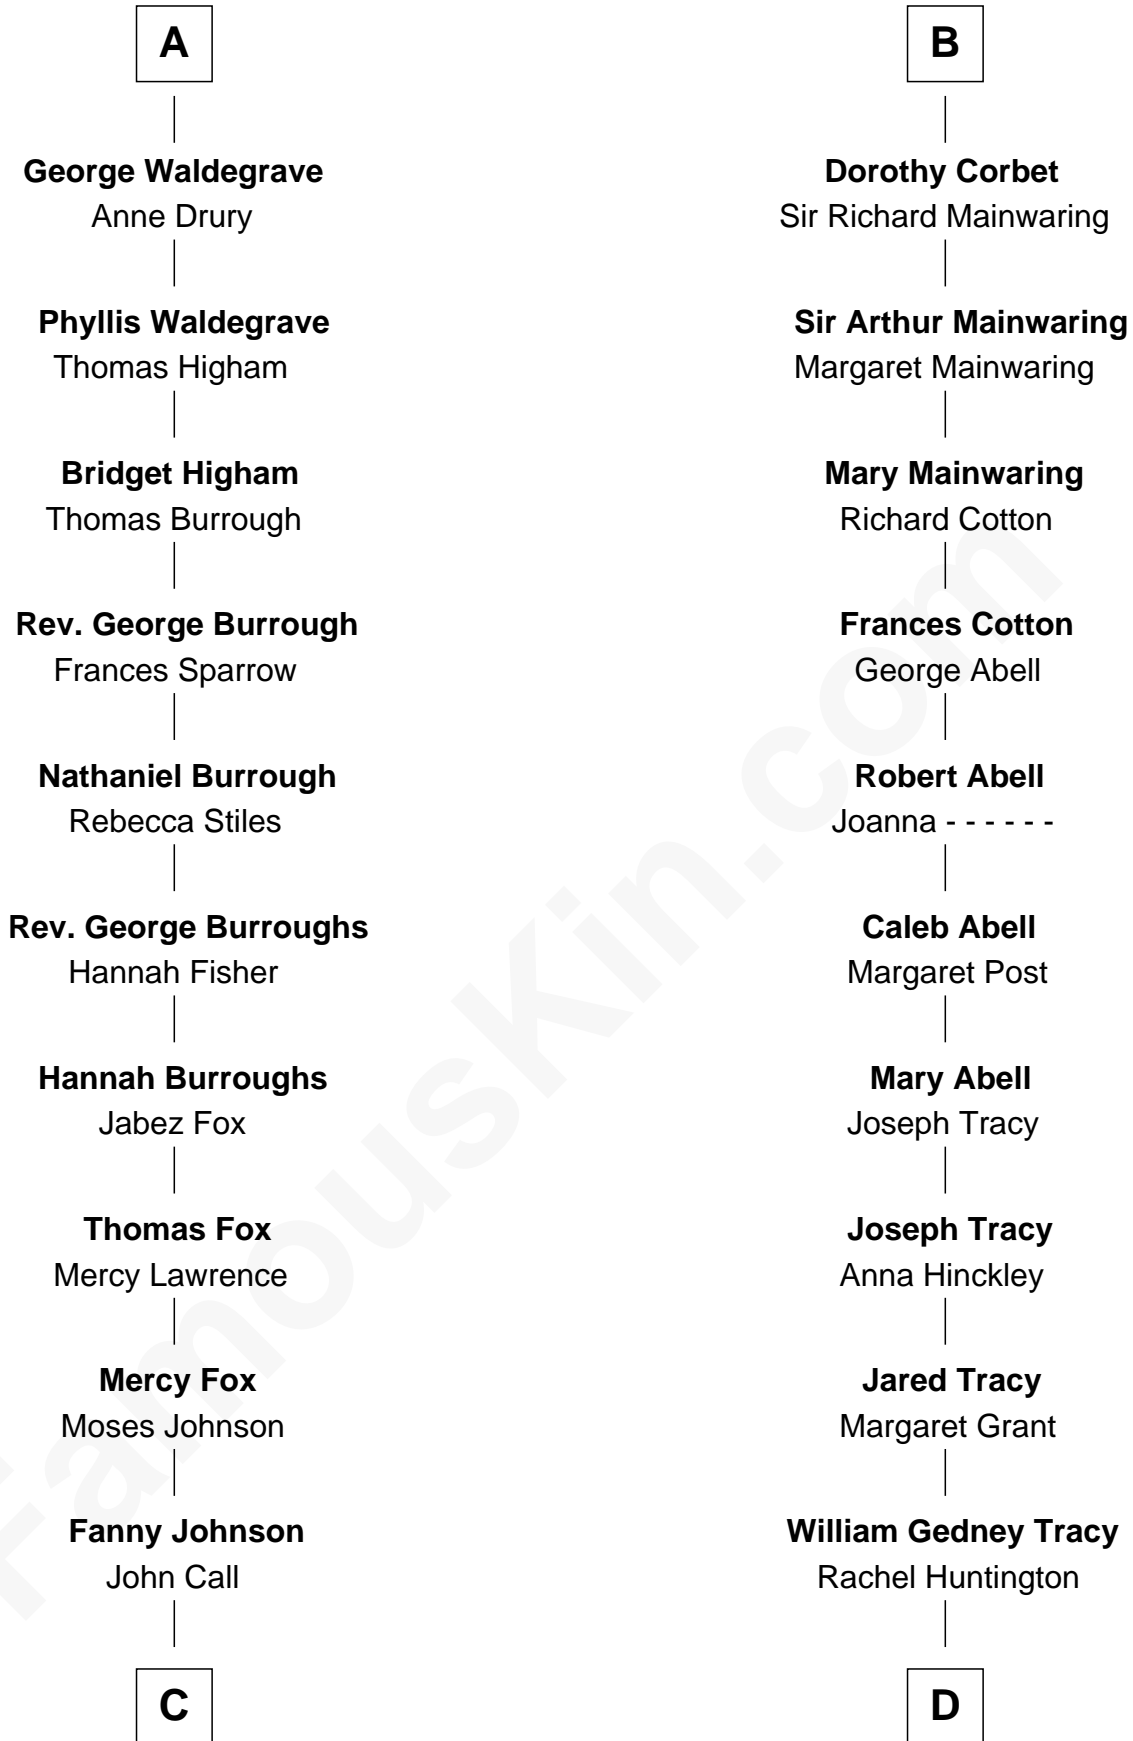 A
George Waldegrave
Anne Drury
Phyllis Waldegrave
Thomas Higham
Bridget Higham
Thomas Burrough
Rev. George Burrough
Frances Sparrow
Nathaniel Burrough
Rebecca Stiles
Rev. George Burroughs
Hannah Fisher
Hannah Burroughs
Jabez Fox
Thomas Fox
Mercy Lawrence
Mercy Fox
Moses Johnson
Fanny Johnson
John Call
C
B
Dorothy Corbet
Sir Richard Mainwaring
Sir Arthur Mainwaring
Margaret Mainwaring
Mary Mainwaring
Richard Cotton
Frances Cotton
George Abell
Robert Abell
Joanna - - - - - -
Caleb Abell
Margaret Post
Mary Abell
Joseph Tracy
Joseph Tracy
Anna Hinckley
Jared Tracy
Margaret Grant
William Gedney Tracy
Rachel Huntington
D
FamousKin.com